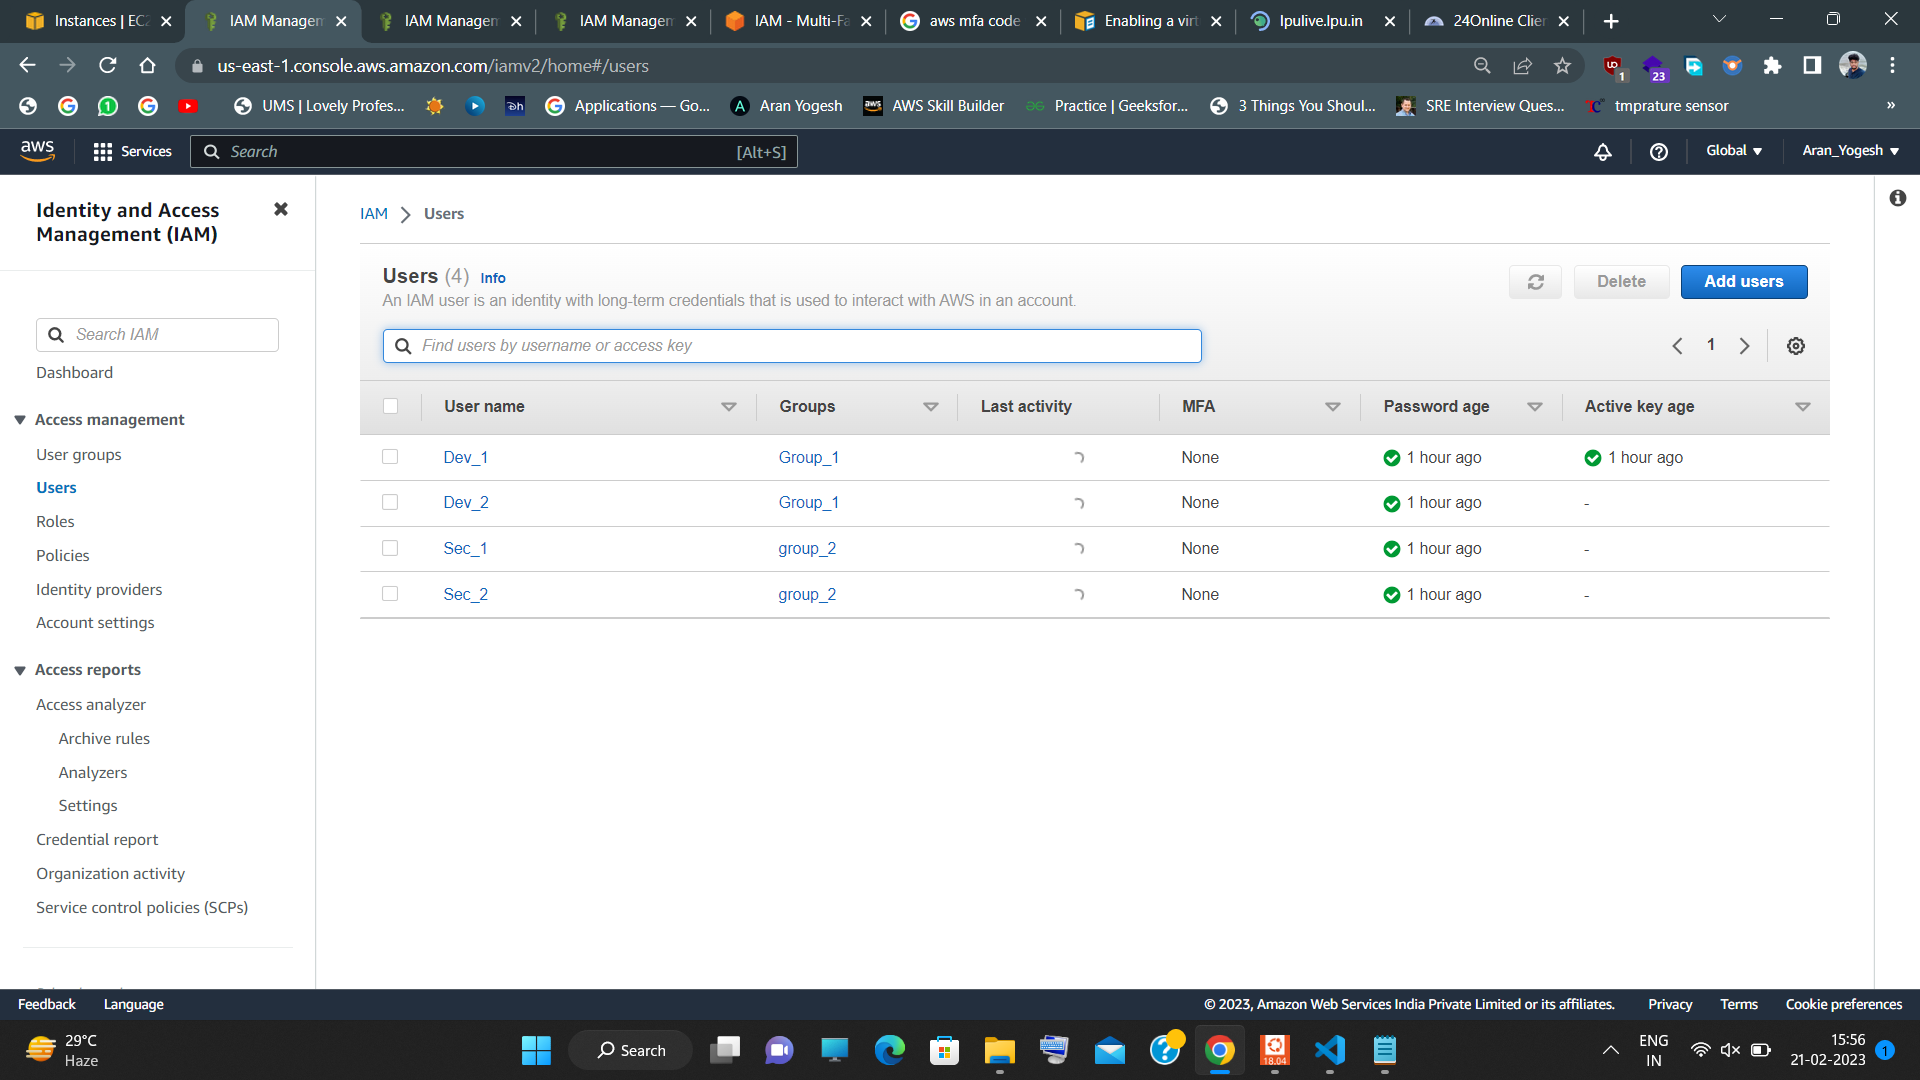 Instances | EC2
IAM Managem
IAM Managem
IAM Managem
IAM - Multi-Fa
aws mfa code
Enabling a virt
lpulive.lpu.in
24Online Clien
us-east-1.console.aws.amazon.com/iamv2/home#/users
1
23
1
UMS | Lovely Profes...
Applications — Go...
Aran Yogesh
AWS Skill Builder
Practice | Geeksfor...
3 Things You Shoul...
SRE Interview Ques...
tmprature sensor
»
aws
Services
Search
[Alt+S]
Global
Aran_Yogesh
Identity and Access
Management (IAM)
Search IAM
Dashboard
Access management
User groups
Users
Roles
Policies
Identity providers
Account settings
Access reports
Access analyzer
Archive rules
Analyzers
Settings
Credential report
Organization activity
Service control policies (SCPs)
IAM > Users
Users (4) Info
An IAM user is an identity with long-term credentials that is used to interact with AWS in an account.
Delete
Add users
Find users by username or access key
1
User name Groups Last activity MFA Password age Active key age
Dev_1 Group_1 None 1 hour ago 1 hour ago
Dev_2 Group_1 None 1 hour ago -
Sec_1 group_2 None 1 hour ago -
Sec_2 group_2 None 1 hour ago -
Feedback Language
© 2023, Amazon Web Services India Private Limited or its affiliates. Privacy Terms Cookie preferences
29°C
Haze
Search
18.04
ENG
IN
15:56
21-02-2023
1